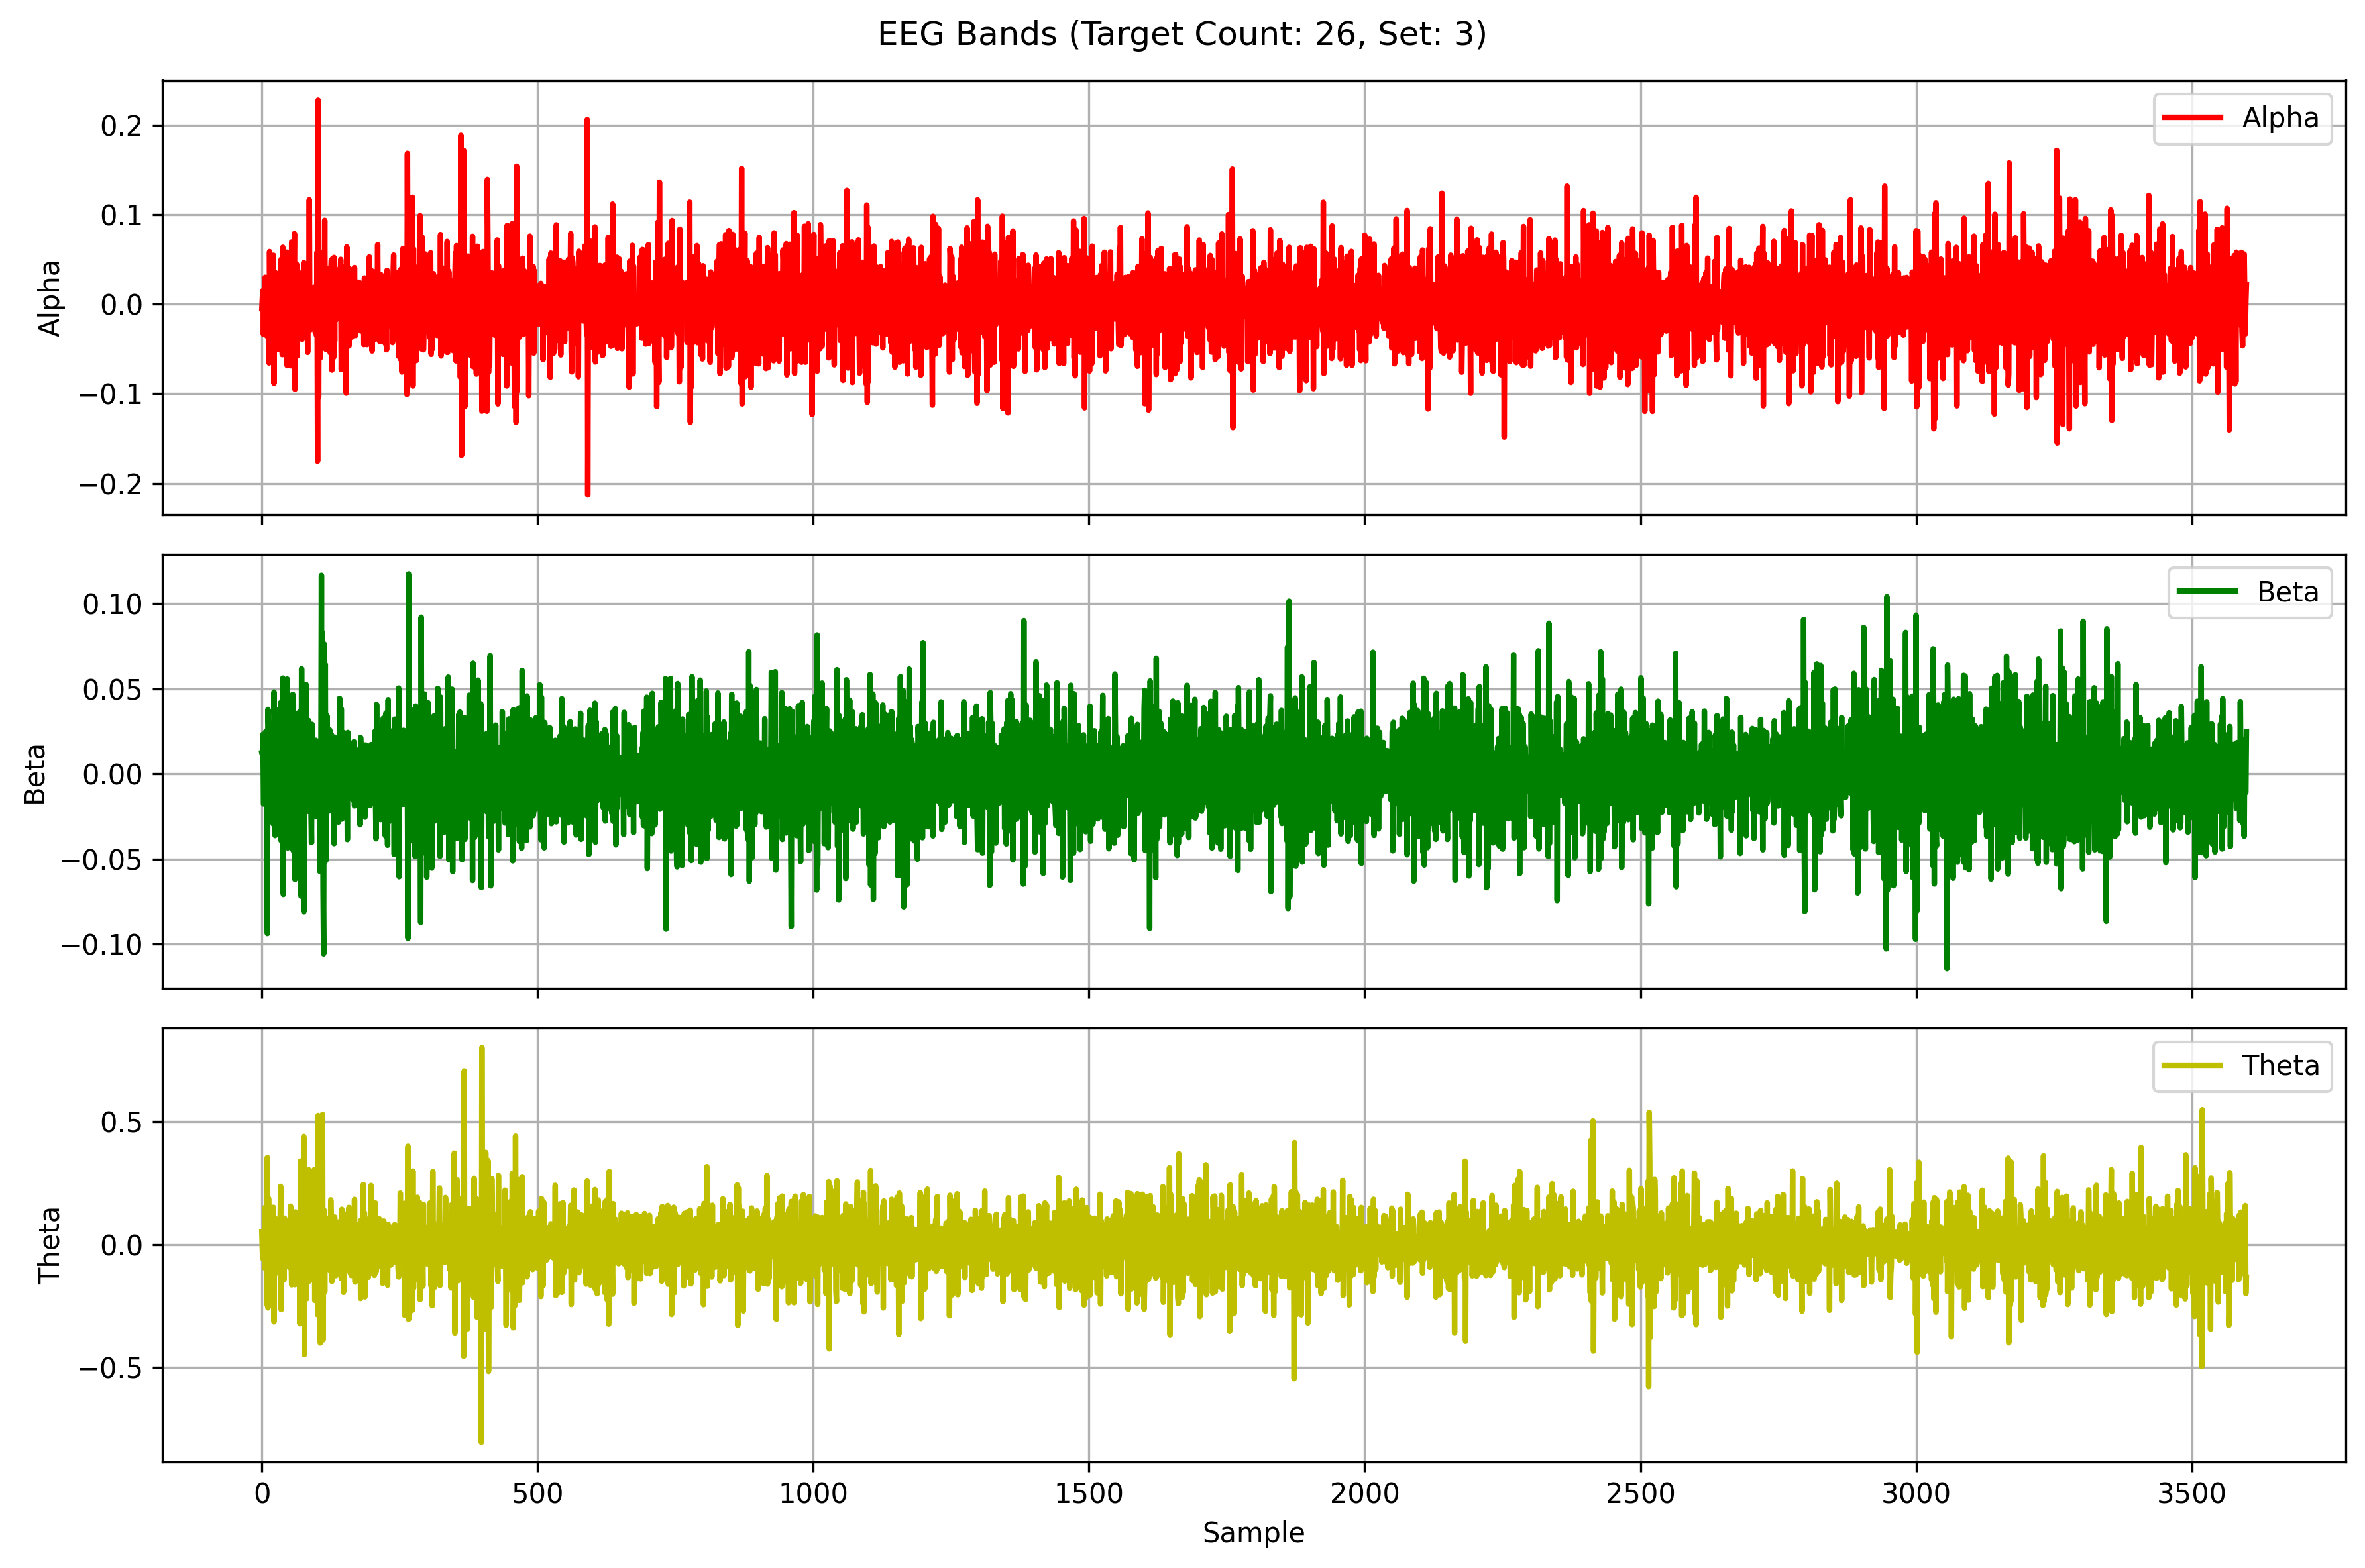 EEG Bands (Target Count: 26, Set: 3)
0.2
0.1
0.0
−0.1
−0.2
Alpha
Alpha
0.10
0.05
0.00
−0.05
−0.10
Beta
Beta
0.5
0.0
−0.5
Theta
Theta
0 500 1000 1500 2000 2500 3000 3500
Sample